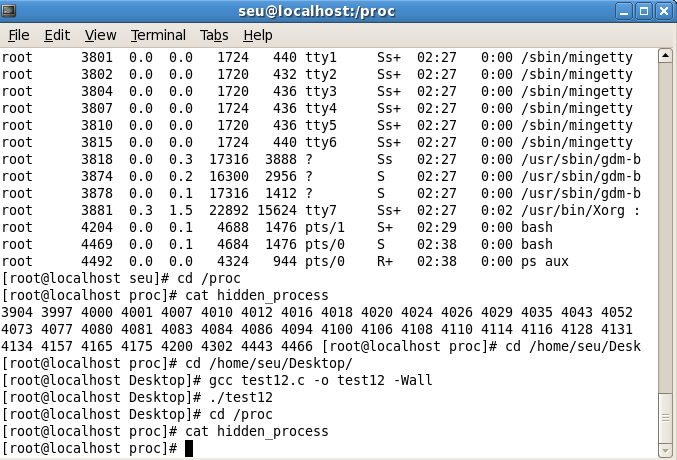 seu@localhost:/proc
File Edit View Terminal Tabs Help
root 3801 0.0 0.0 1724 440 tty1 Ss+ 02:27 0:00 /sbin/mingetty
root 3802 0.0 0.0 1720 432 tty2 Ss+ 02:27 0:00 /sbin/mingetty
root 3804 0.0 0.0 1720 436 tty3 Ss+ 02:27 0:00 /sbin/mingetty
root 3807 0.0 0.0 1724 436 tty4 Ss+ 02:27 0:00 /sbin/mingetty
root 3810 0.0 0.0 1720 436 tty5 Ss+ 02:27 0:00 /sbin/mingetty
root 3815 0.0 0.0 1724 440 tty6 Ss+ 02:27 0:00 /sbin/mingetty
root 3818 0.0 0.3 17316 3888 ? Ss 02:27 0:00 /usr/sbin/gdm-b
root 3874 0.0 0.2 16300 2956 ? S 02:27 0:00 /usr/sbin/gdm-b
root 3878 0.0 0.1 17316 1412 ? S 02:27 0:00 /usr/sbin/gdm-b
root 3881 0.3 1.5 22892 15624 tty7 Ss+ 02:27 0:02 /usr/bin/Xorg :
root 4204 0.0 0.1 4688 1476 pts/1 S+ 02:29 0:00 bash
root 4469 0.0 0.1 4684 1476 pts/0 S 02:38 0:00 bash
root 4492 0.0 0.0 4324 944 pts/0 R+ 02:38 0:00 ps aux
[root@localhost seu]# cd /proc
[root@localhost proc]# cat hidden_process
3904 3997 4000 4001 4007 4010 4012 4016 4018 4020 4024 4026 4029 4035 4043 4052
4073 4077 4080 4081 4083 4084 4086 4094 4100 4106 4108 4110 4114 4116 4128 4131
4134 4157 4165 4175 4200 4302 4443 4466 [root@localhost proc]# cd /home/seu/Desk
[root@localhost proc]# cd /home/seu/Desktop/
[root@localhost Desktop]# gcc test12.c -o test12 -Wall
[root@localhost Desktop]# ./test12
[root@localhost Desktop]# cd /proc
[root@localhost proc]# cat hidden_process
[root@localhost proc]#